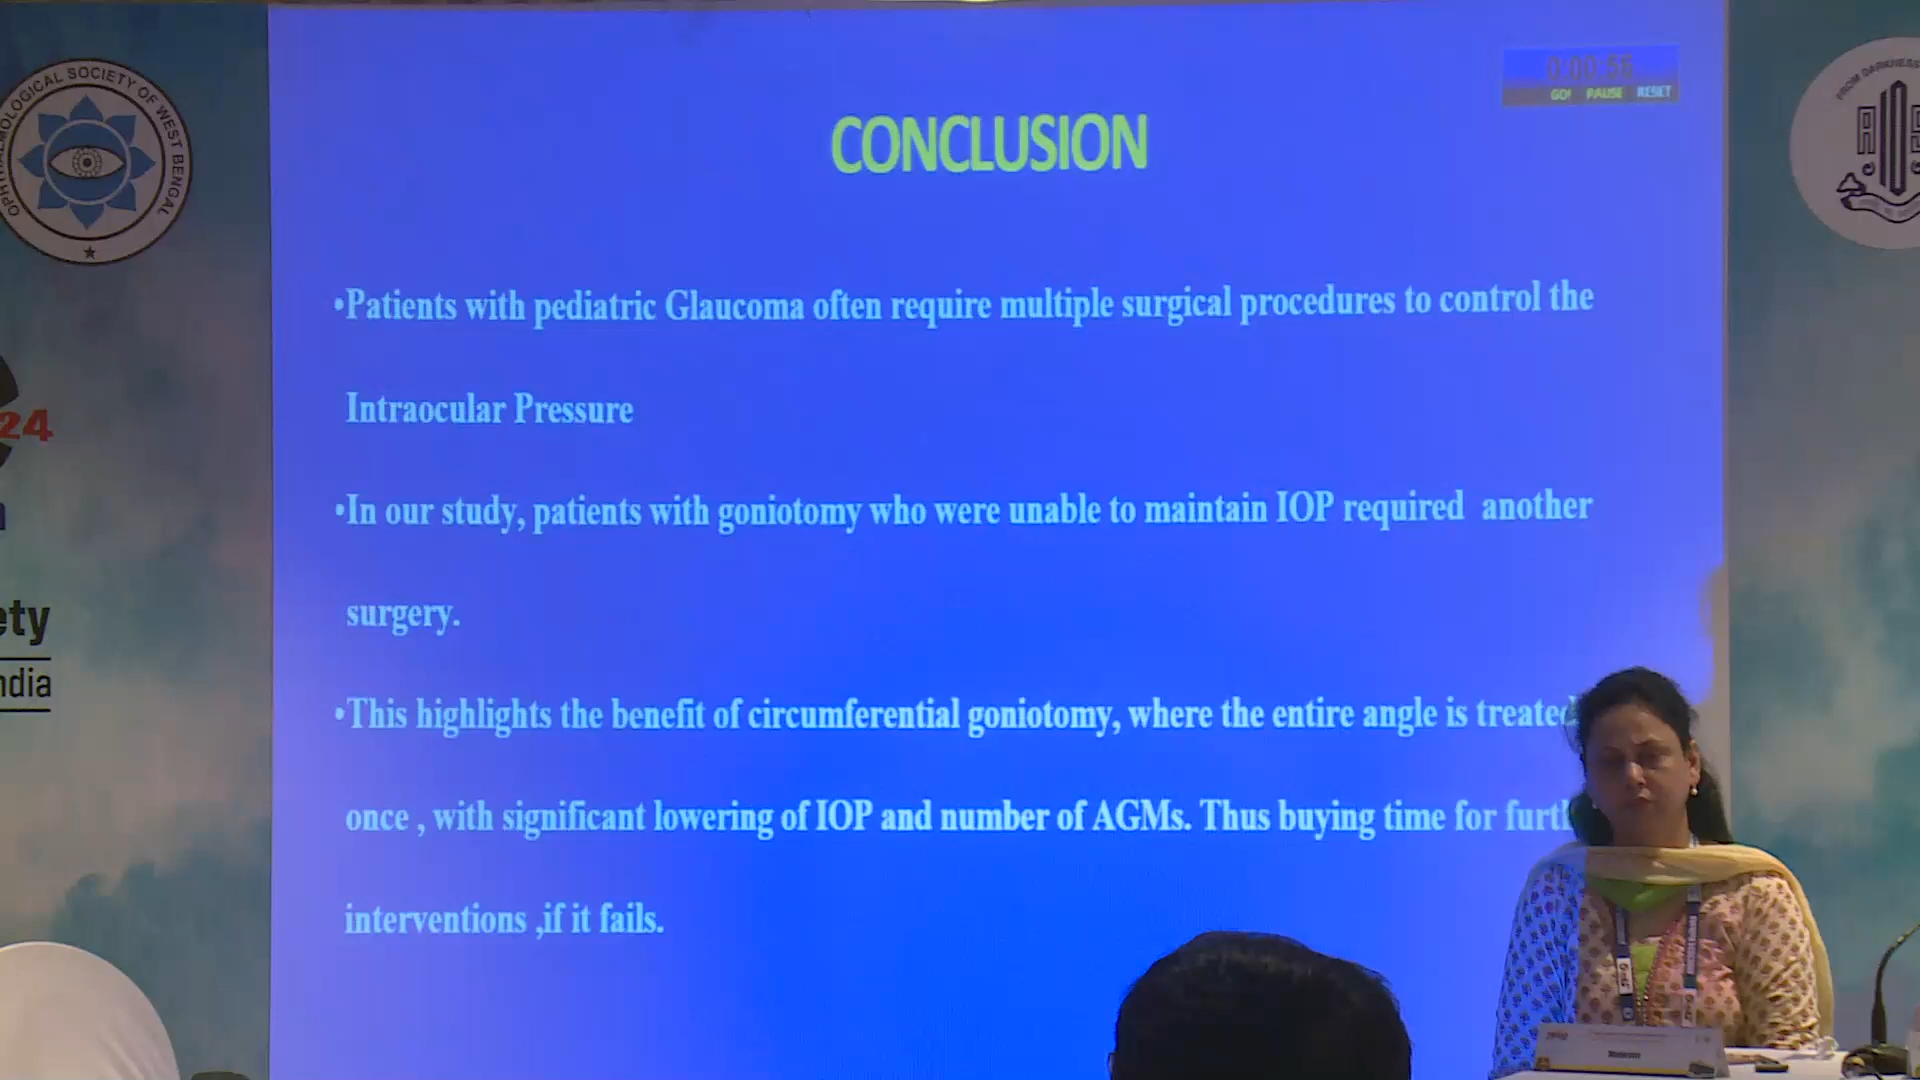 OPHTHALMOLOGICAL SOCIETY OF WEST BENGAL
0:00:56
GO! PAUSE RESET
FROM DARKNESS
AIOS
CONCLUSION
•Patients with pediatric Glaucoma often require multiple surgical procedures to control the
Intraocular Pressure
•In our study, patients with goniotomy who were unable to maintain IOP required another
surgery.
•This highlights the benefit of circumferential goniotomy, where the entire angle is treated
once , with significant lowering of IOP and number of AGMs. Thus buying time for furth
interventions ,if it fails.
24
ety
ndia